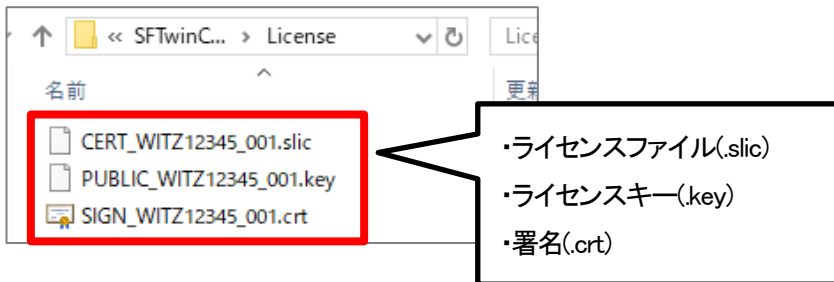 « SFTwinC... › License
Lice
名前
更新
CERT_WITZ12345_001.slic
PUBLIC_WITZ12345_001.key
SIGN_WITZ12345_001.crt
・ライセンスファイル(.slic)
・ライセンスキー(.key)
・署名(.crt)